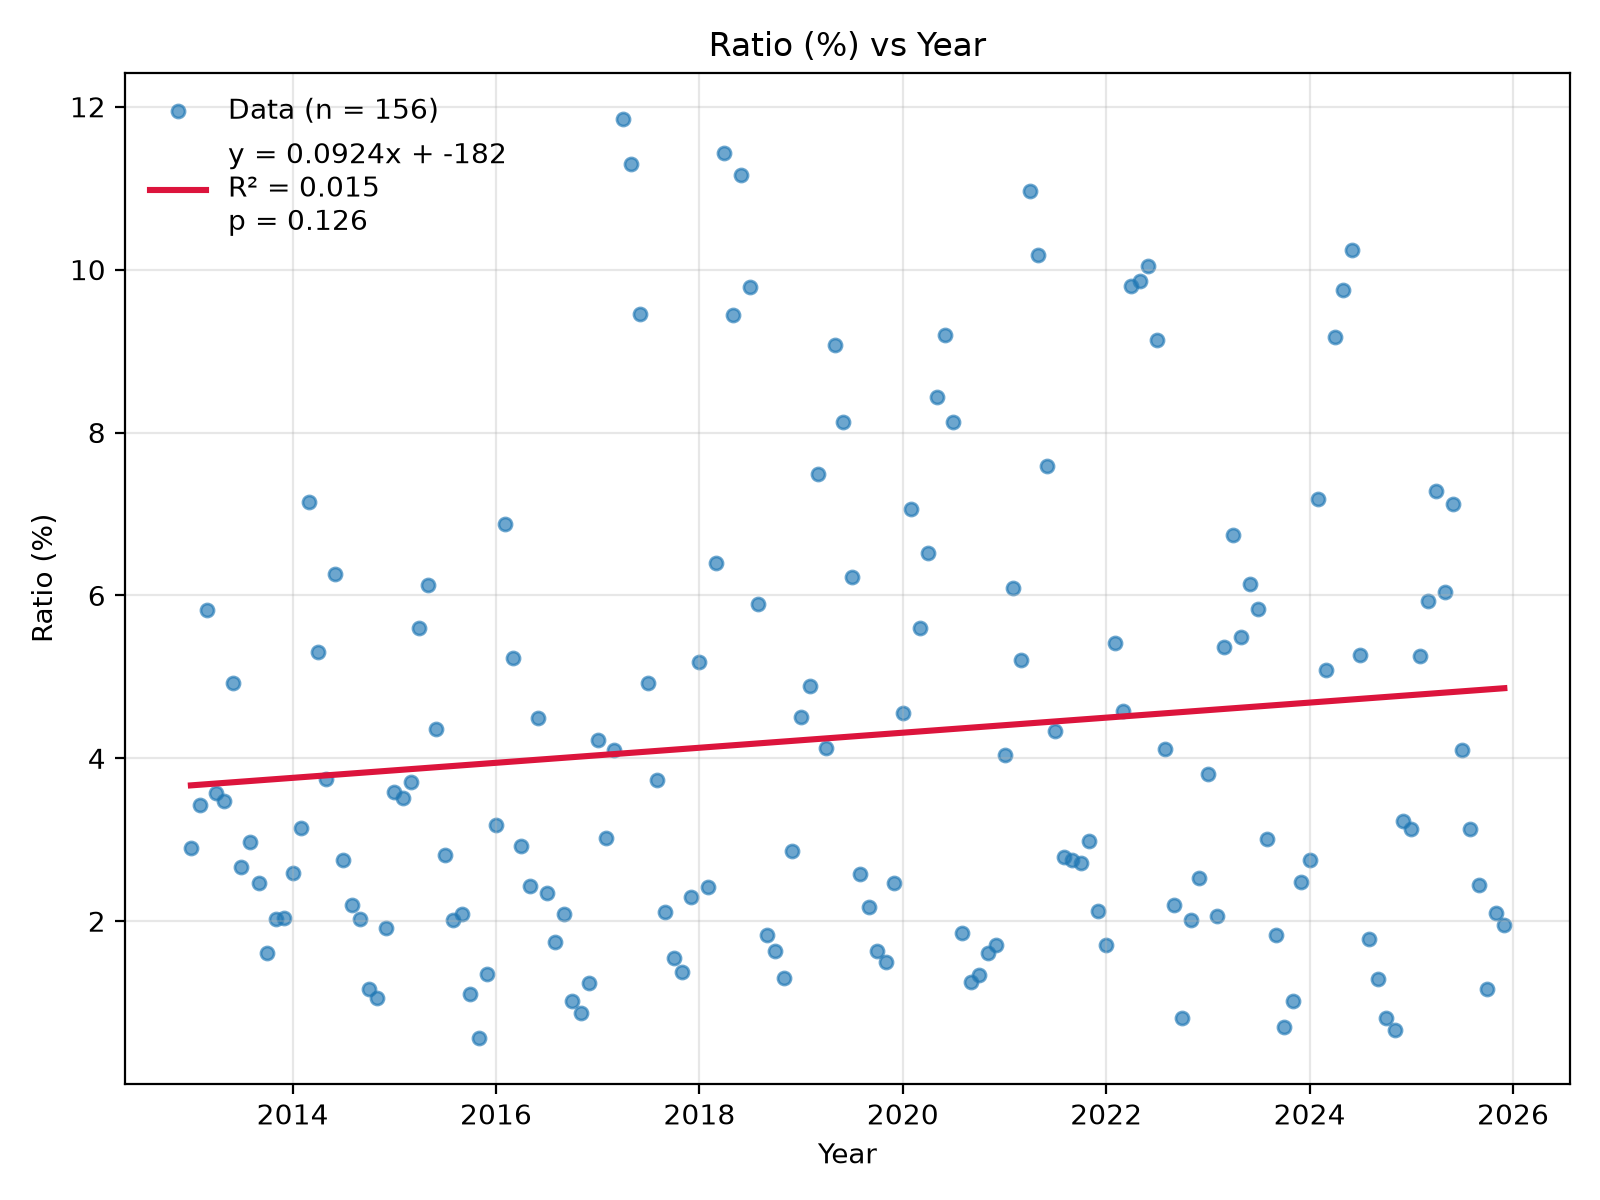 Ratio (%) vs Year
Data (n = 156)
y = 0.0924x + -182
R² = 0.015
p = 0.126
12
10
8
6
4
2
Ratio (%)
2014 2016 2018 2020 2022 2024 2026
Year